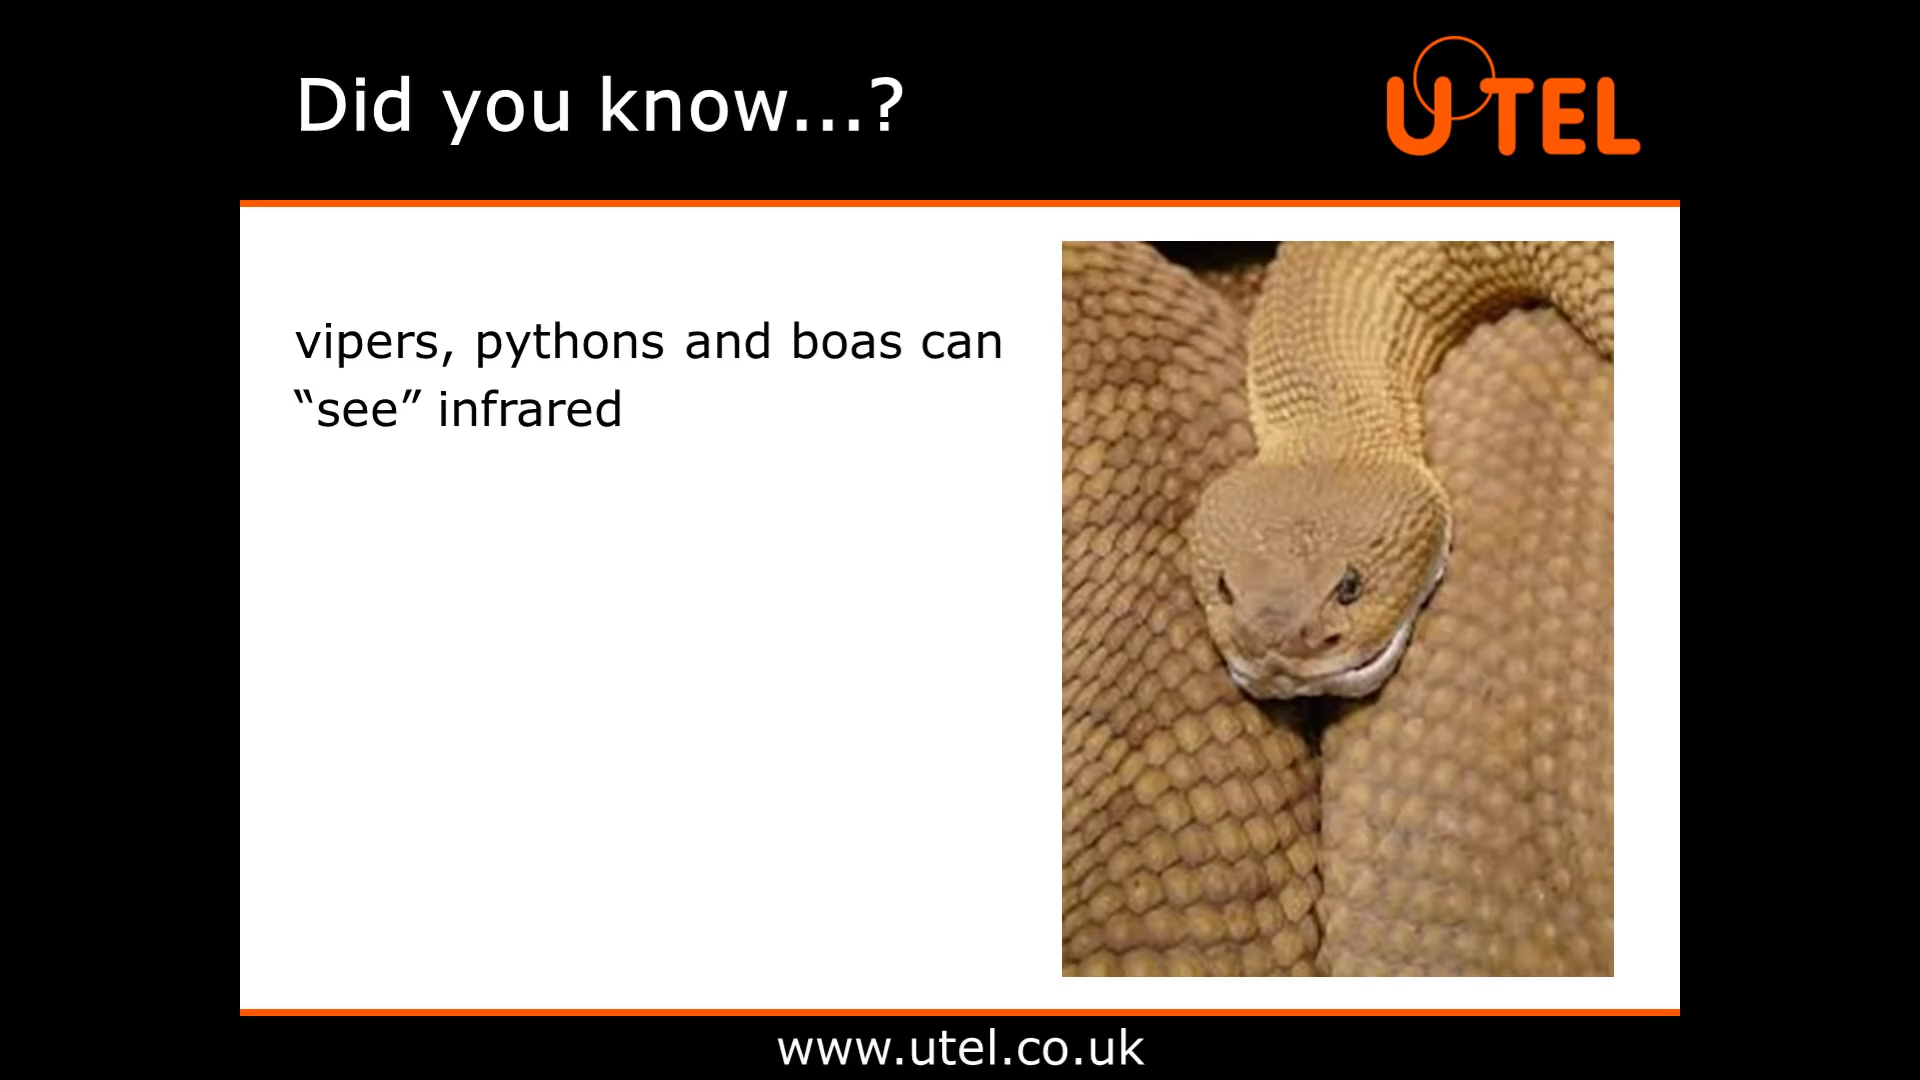 Did you know...?
UTEL
vipers, pythons and boas can
“see” infrared
www.utel.co.uk